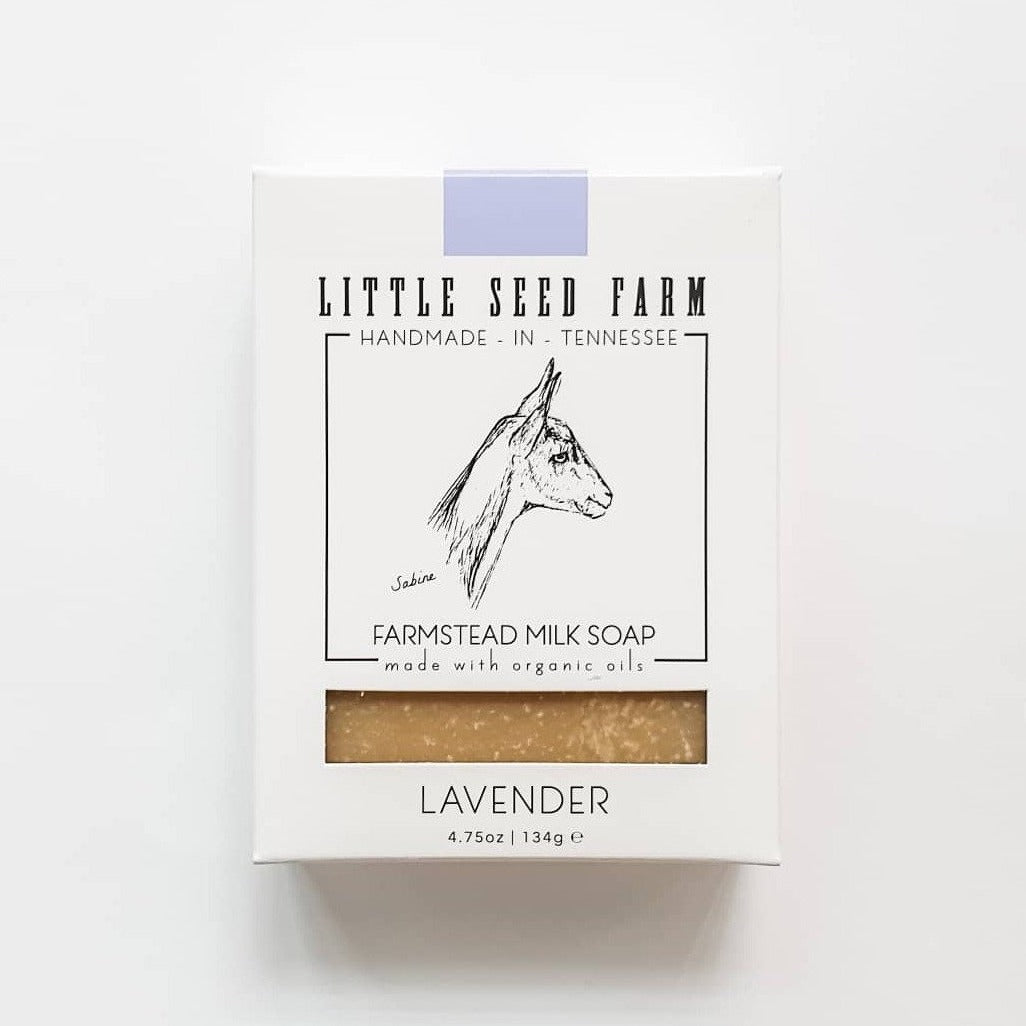 LITTLE SEED FARM
HANDMADE - IN - TENNESSEE
Sabine
FARMSTEAD MILK SOAP
made with organic oils
LAVENDER
4.75oz | 134g ℮